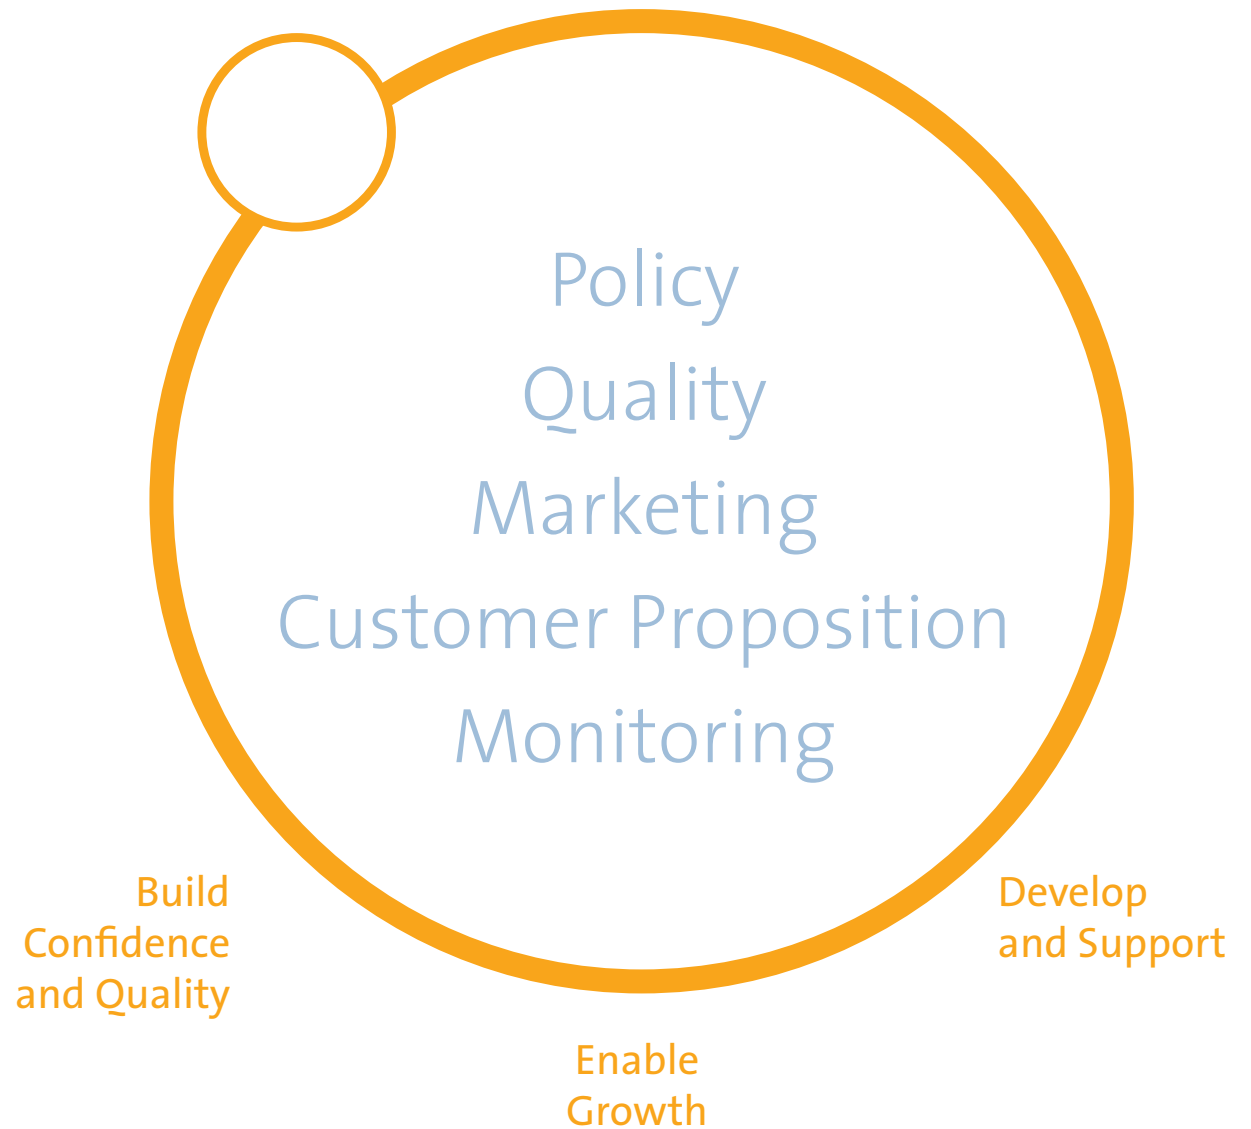 Policy
Quality
Marketing
Customer Proposition
Monitoring
Build
Confidence
and Quality
Develop
and Support
Enable
Growth